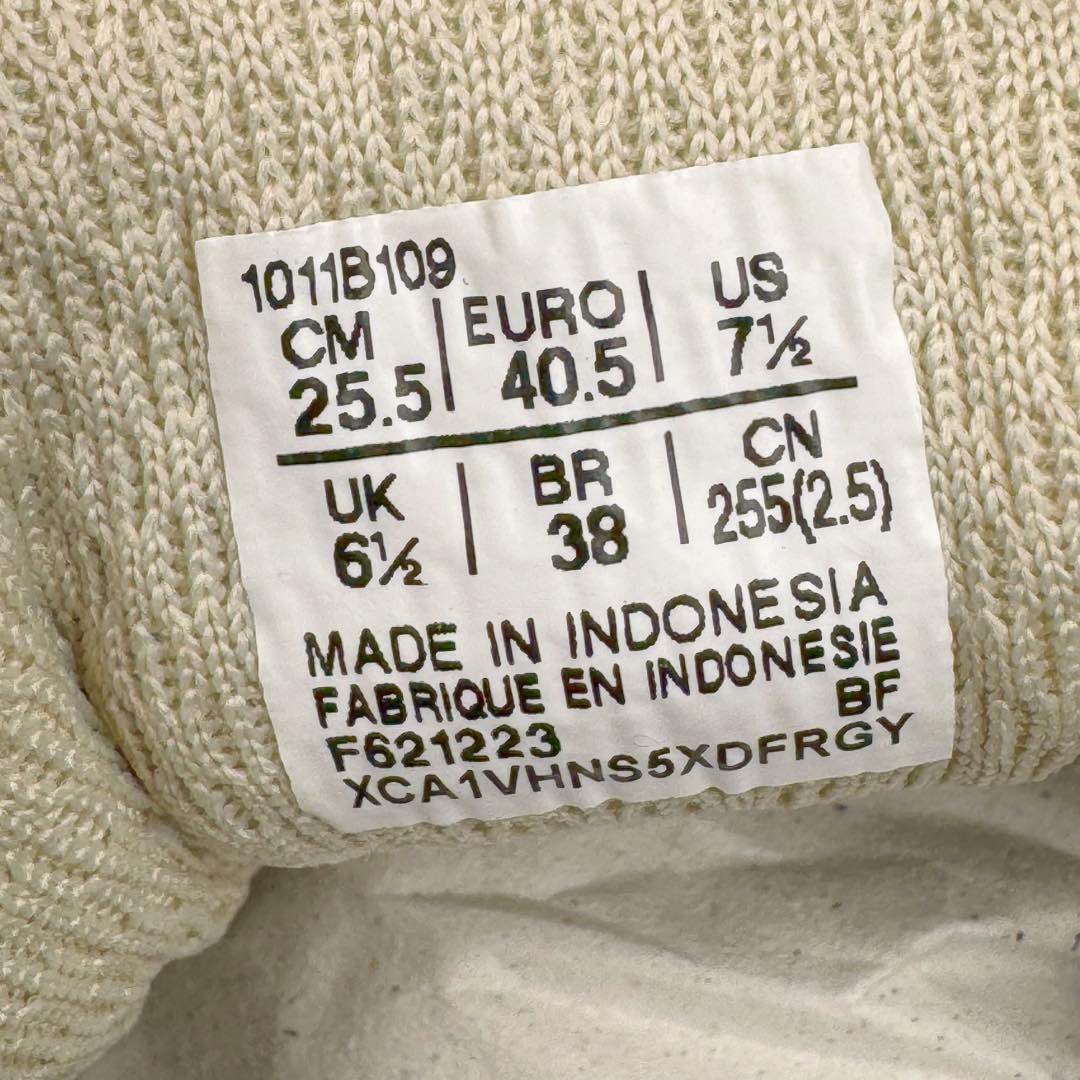 1011B109
CM | EURO | US
25.5 | 40.5 | 7½
UK | BR | CN
6½ | 38 | 255(2.5)
MADE IN INDONESIA
FABRIQUE EN INDONESIE
F621223 BF
XCA1VHNS5XDFRGY